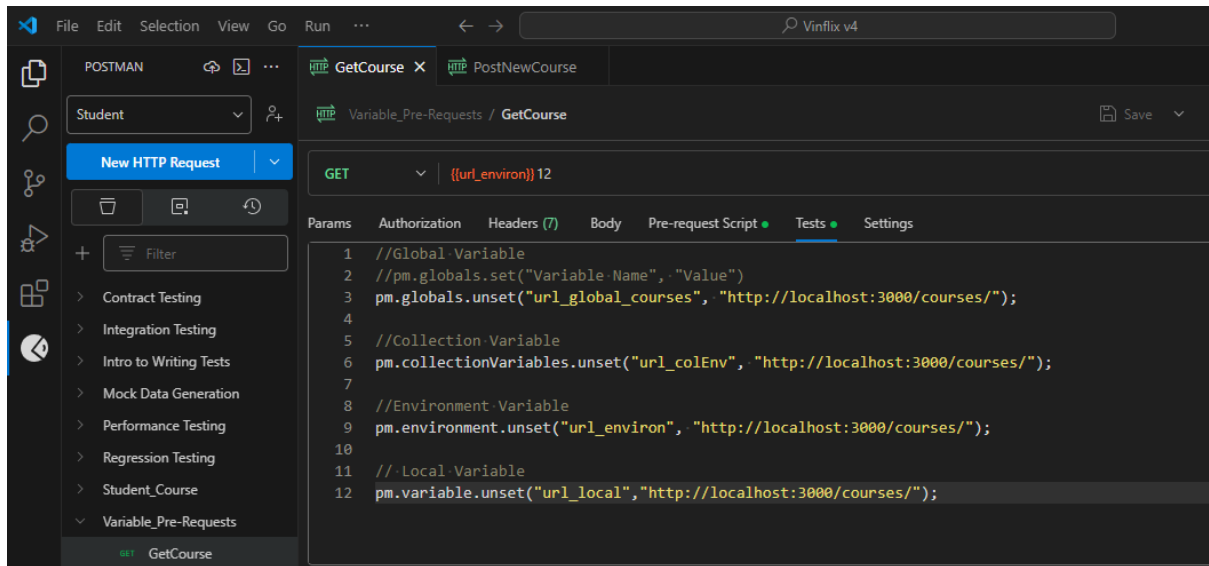 File Edit Selection View Go Run ··· Vinflix v4
POSTMAN ···
GetCourse PostNewCourse
Student
Variable_Pre-Requests / GetCourse Save
New HTTP Request
GET {{url_environ}}12
Params Authorization Headers (7) Body Pre-request Script Tests Settings
Filter
Contract Testing
Integration Testing
Intro to Writing Tests
Mock Data Generation
Performance Testing
Regression Testing
Student_Course
Variable_Pre-Requests
GET GetCourse
1 //Global Variable
2 //pm.globals.set("Variable Name", "Value")
3 pm.globals.unset("url_global_courses", "http://localhost:3000/courses/");
4
5 //Collection Variable
6 pm.collectionVariables.unset("url_colEnv", "http://localhost:3000/courses/");
7
8 //Environment Variable
9 pm.environment.unset("url_environ", "http://localhost:3000/courses/");
10
11 // Local Variable
12 pm.variable.unset("url_local","http://localhost:3000/courses/");